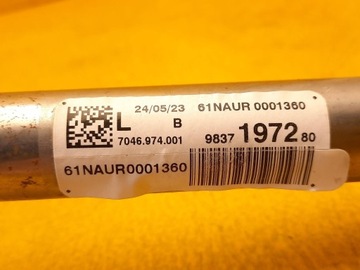 24/05/23 61NAUR 0001360
L B
7046.974.001 9837 1972 80
61NAUR0001360